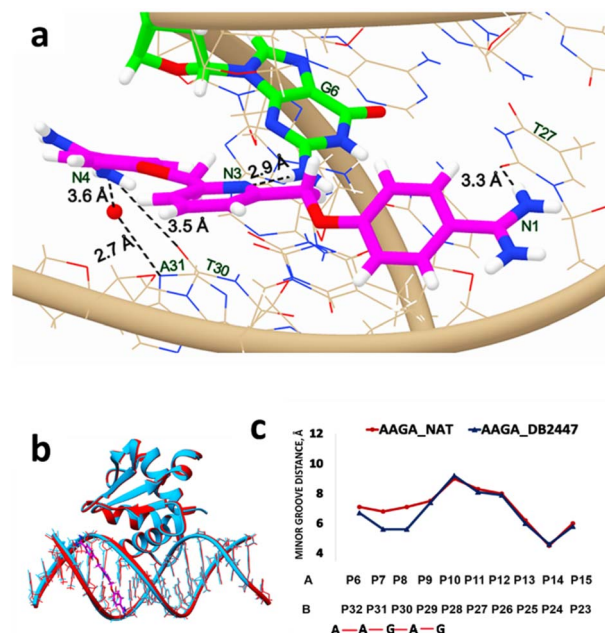 a
G6
T27
N3
2.9 Å
N4
3.6 Å
3.3 Å
3.5 Å
N1
2.7 Å
A31
T30
b
c
AAGA_NAT AAGA_DB2447
MINOR GROOVE DISTANCE, Å
12
10
8
6
4
A P6 P7 P8 P9 P10 P11 P12 P13 P14 P15
B P32 P31 P30 P29 P28 P27 P26 P25 P24 P23
A—A—G—A—G